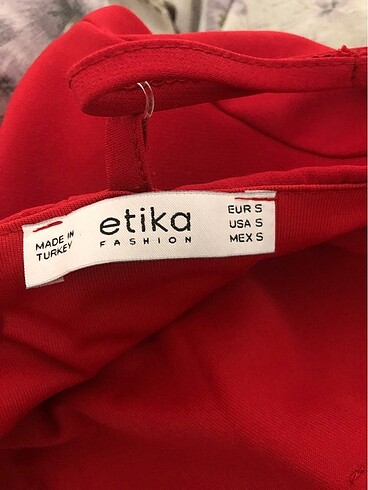 MADE IN
TURKEY
etika
FASHION
EUR S
USA S
MEX S